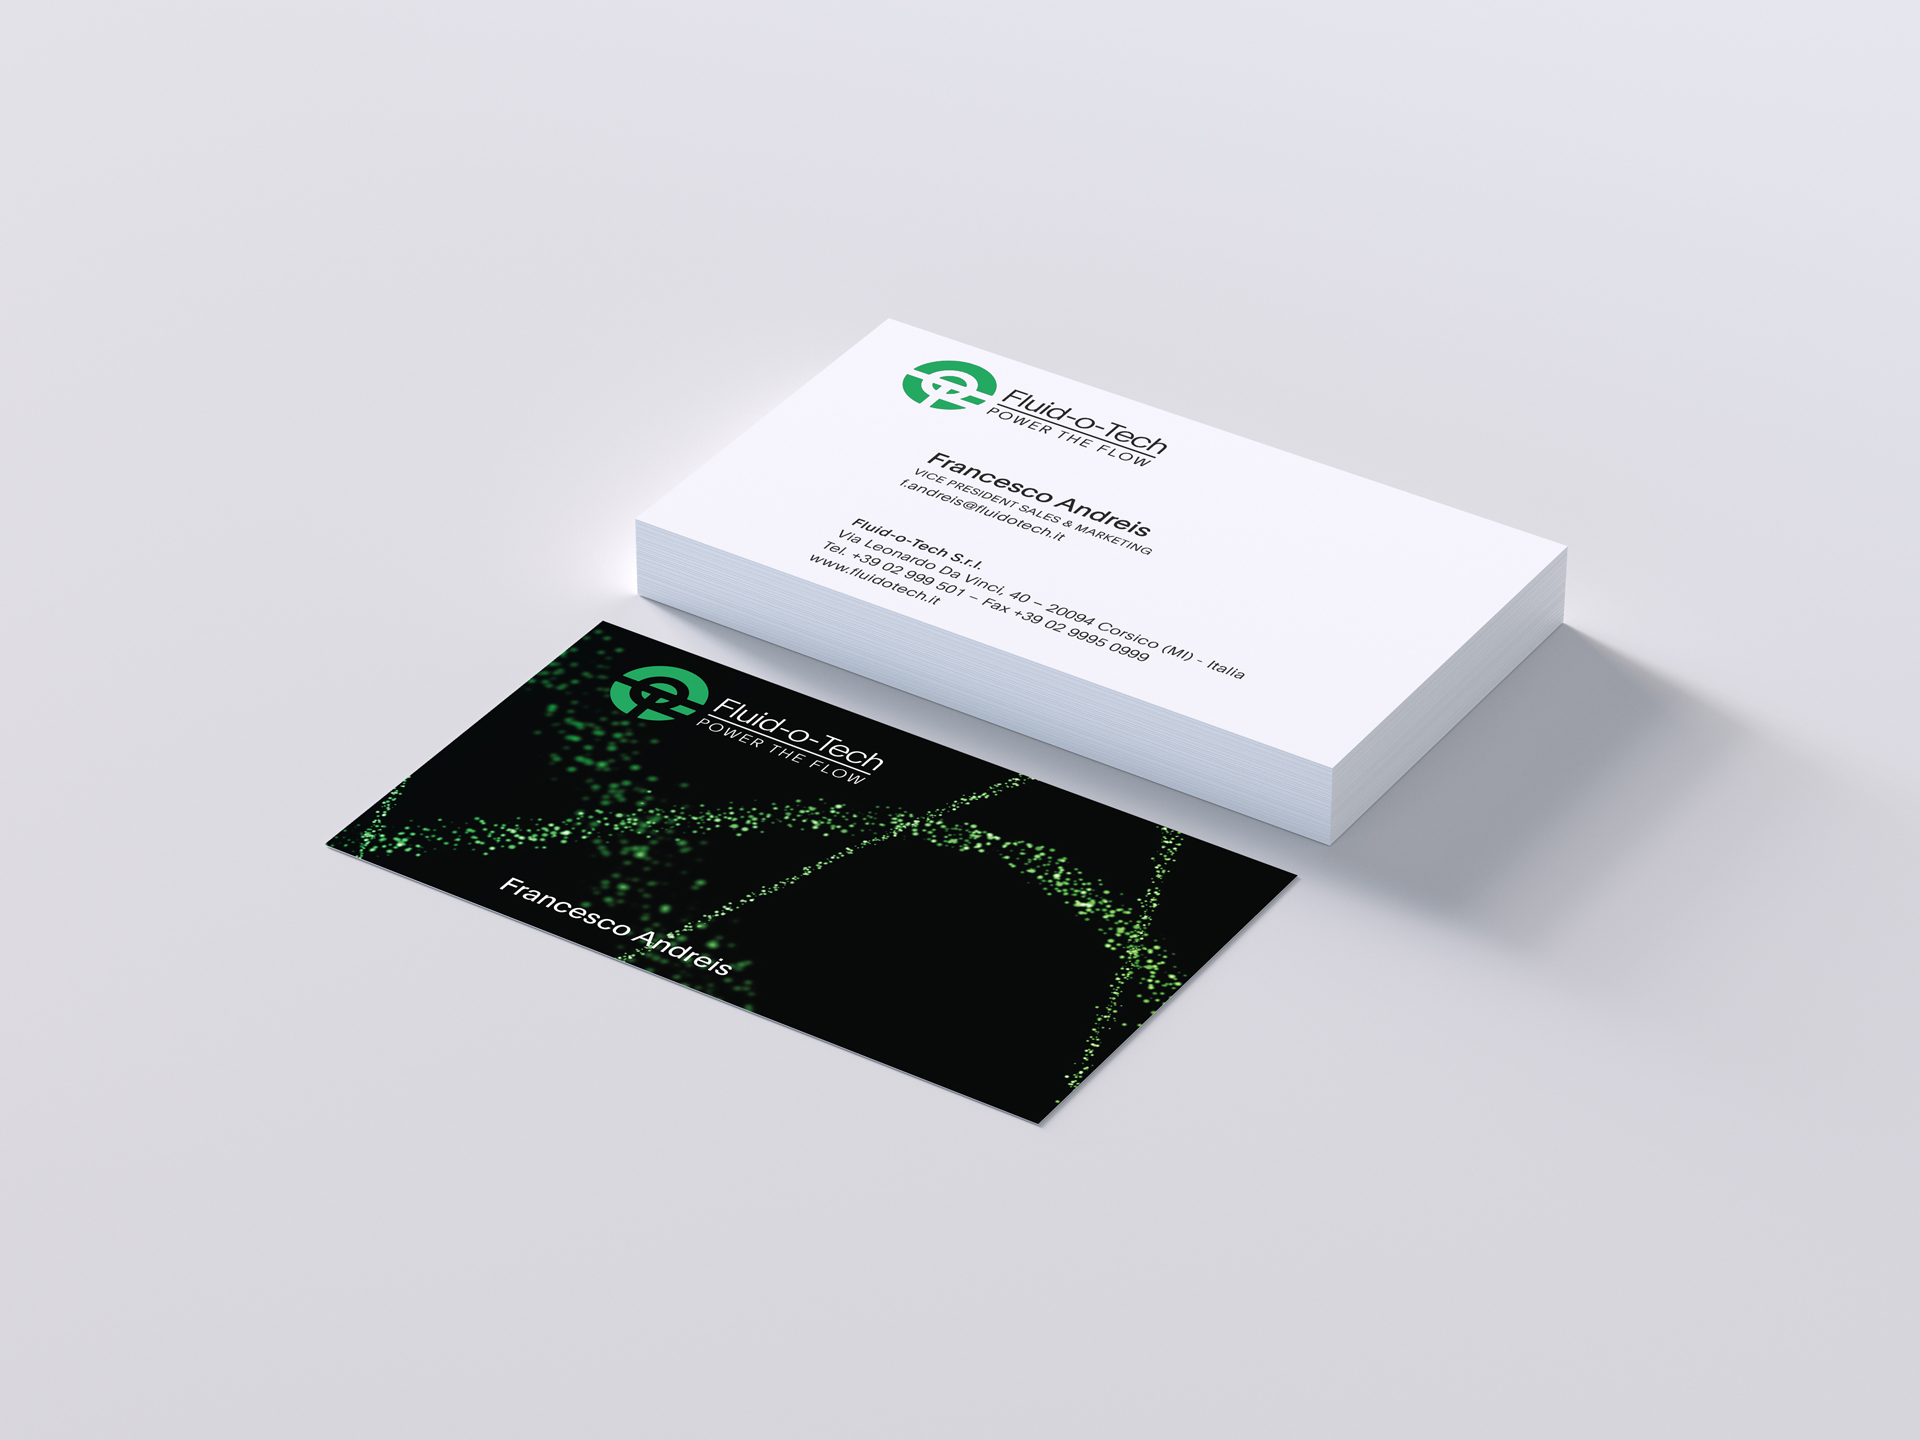 Fluid-o-Tech
POWER THE FLOW
Francesco Andreis
VICE PRESIDENT SALES & MARKETING
f.andreis@fluidotech.it
Fluid-o-Tech S.r.l.
Via Leonardo Da Vinci, 40 – 20094 Corsico (MI) - Italia
Tel. +39 02 999 501 – Fax +39 02 9995 0999
www.fluidotech.it
Fluid-o-Tech
POWER THE FLOW
Francesco Andreis